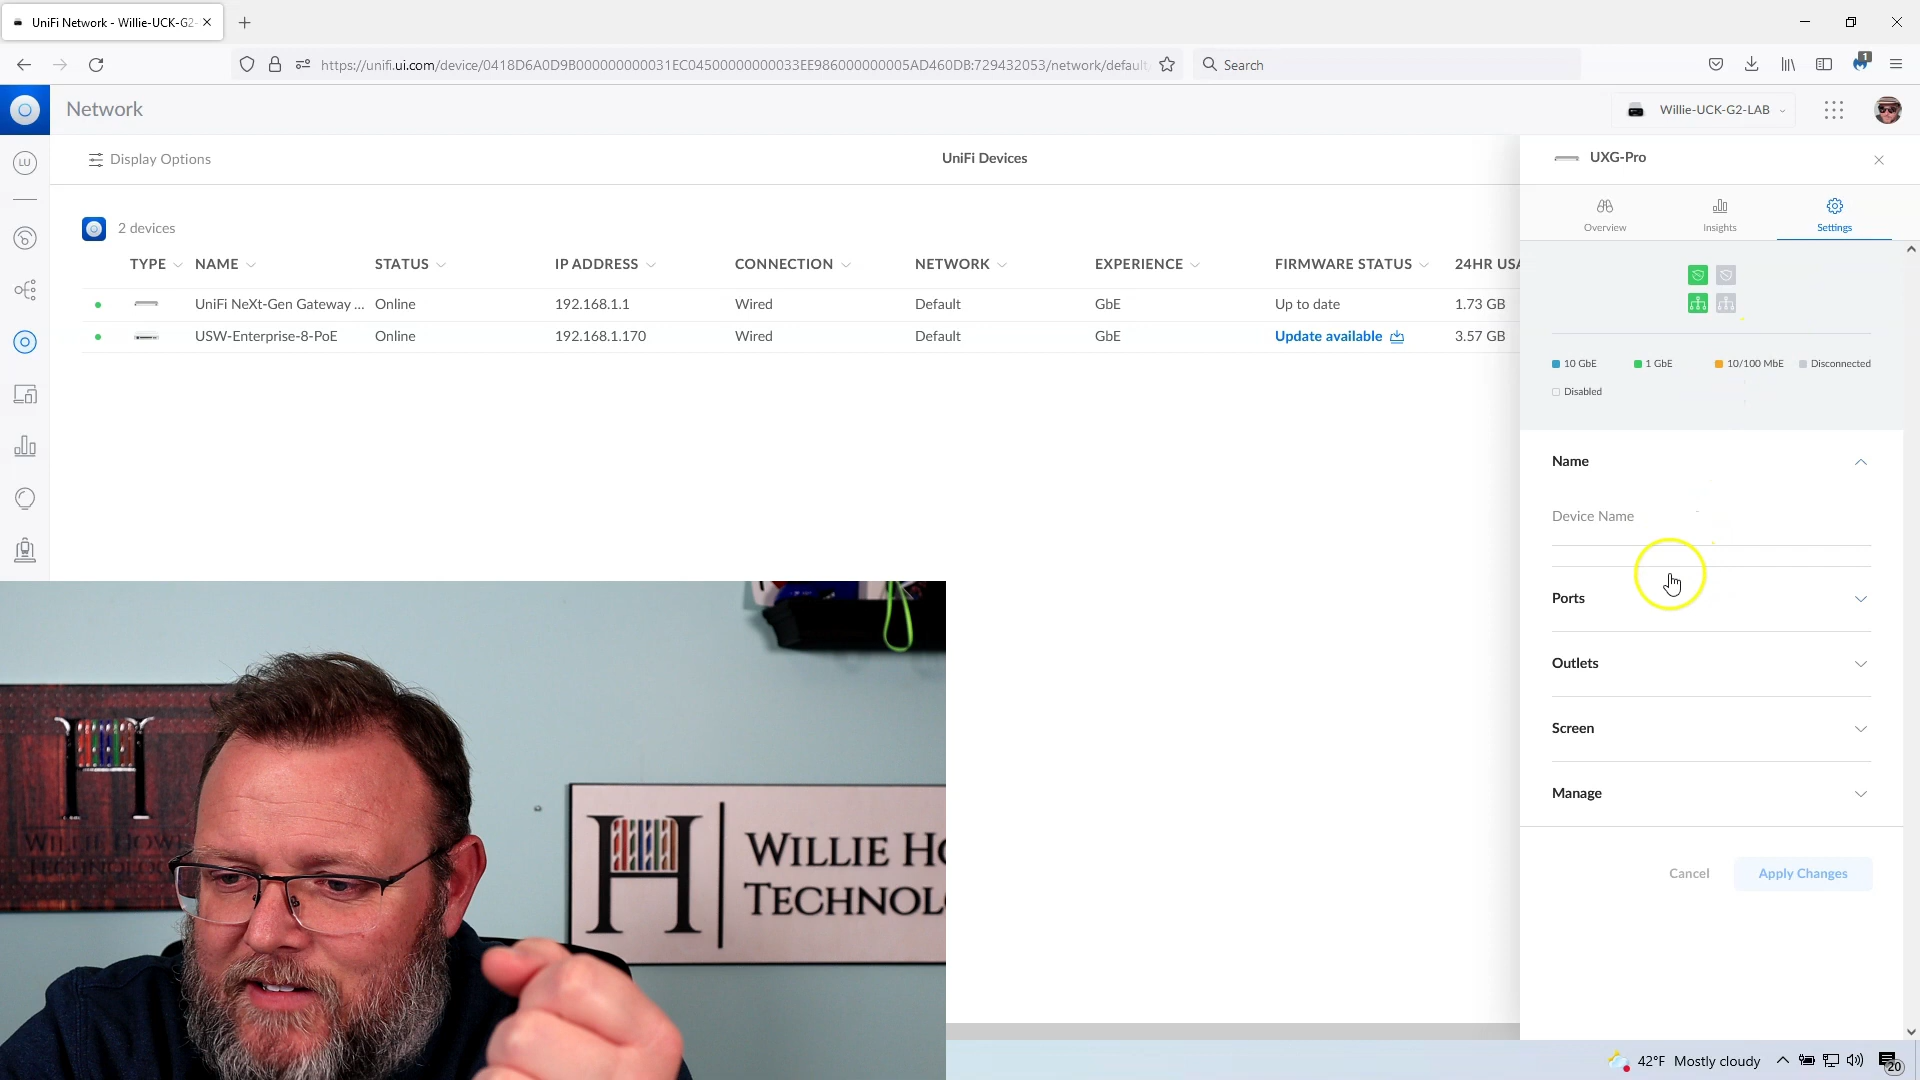 UniFi Network - Willie-UCK-G2-
https://unifi.ui.com/device/0418D6A0D9B000000000031EC04500000000033EE986000000005AD460DB:729432053/network/default/
Search
1
Network
Willie-UCK-G2-LAB
LU
Display Options
UniFi Devices
UXG-Pro
Overview
Insights
Settings
2 devices
TYPE NAME STATUS IP ADDRESS CONNECTION NETWORK EXPERIENCE FIRMWARE STATUS 24HR USA
UniFi NeXt-Gen Gateway ... Online 192.168.1.1 Wired Default GbE Up to date 1.73 GB
USW-Enterprise-8-PoE Online 192.168.1.170 Wired Default GbE Update available 3.57 GB
10 GbE 1 GbE 10/100 MbE Disconnected
Disabled
Name
Device Name
Ports
Outlets
Screen
Manage
Cancel Apply Changes
WILLIE HOW
TECHNOLO
WILLIE HO
TECHNOL
42°F Mostly cloudy
20